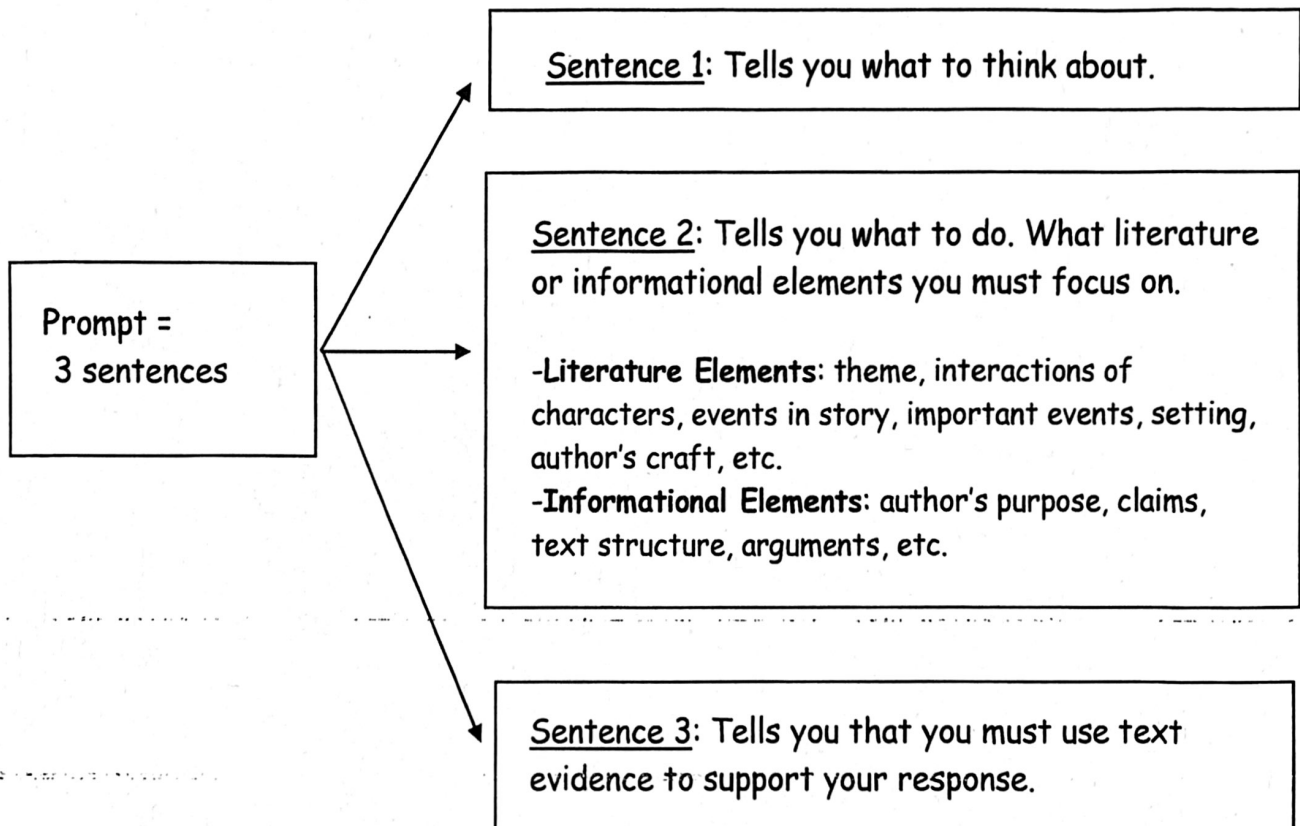 Sentence 1: Tells you what to think about.
Prompt =
3 sentences
Sentence 2: Tells you what to do. What literature
or informational elements you must focus on.
-Literature Elements: theme, interactions of
characters, events in story, important events, setting,
author's craft, etc.
-Informational Elements: author's purpose, claims,
text structure, arguments, etc.
Sentence 3: Tells you that you must use text
evidence to support your response.